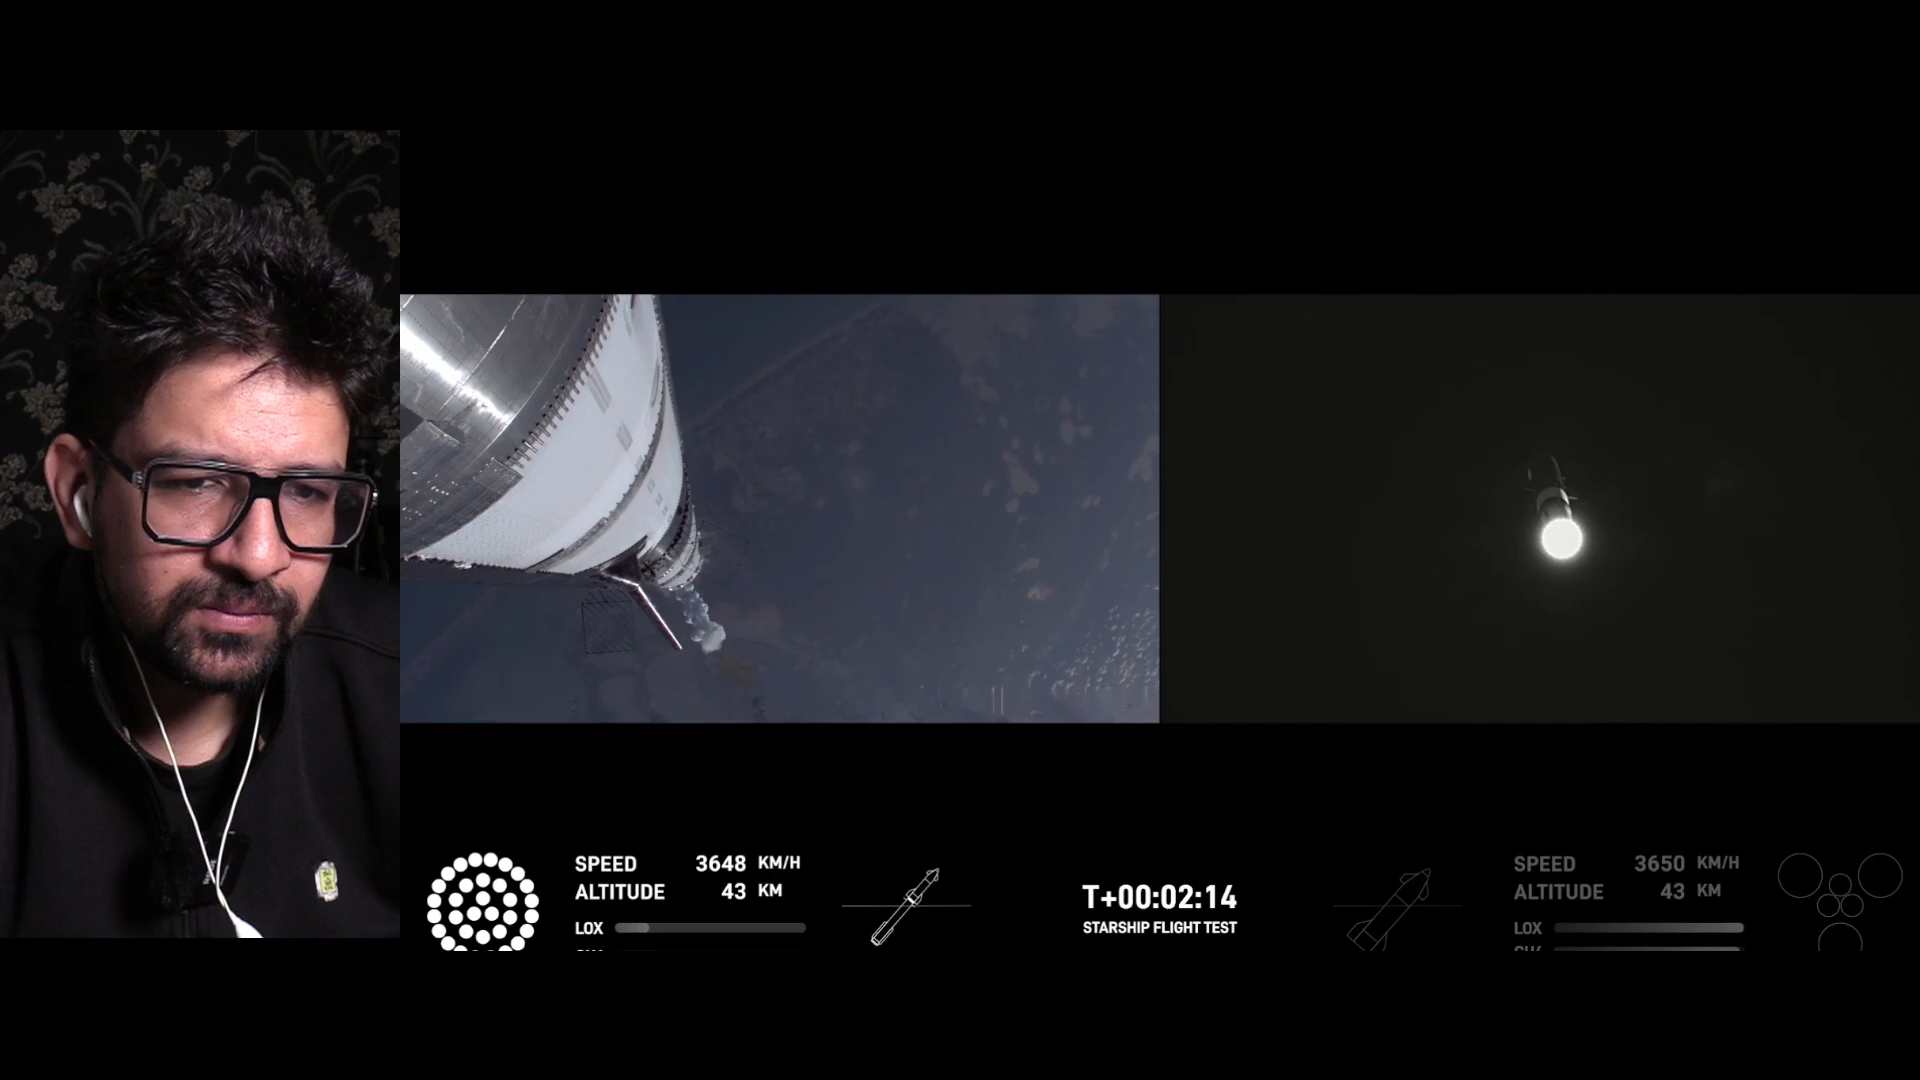 SPEED 3648 KM/H
ALTITUDE 43 KM
LOX
T+00:02:14
STARSHIP FLIGHT TEST
SPEED 3650 KM/H
ALTITUDE 43 KM
LOX